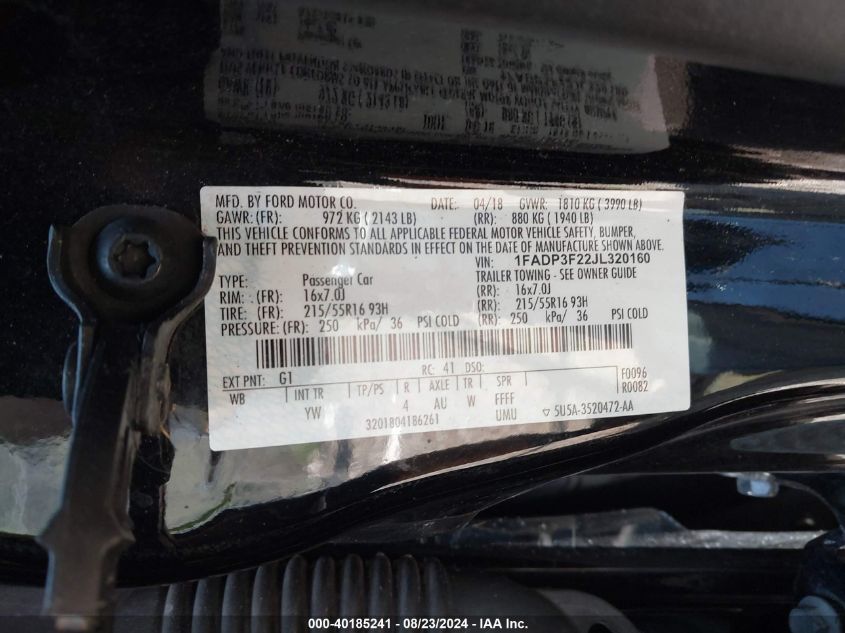 MFD. BY FORD MOTOR CO. DATE: 04/18 GVWR: 1810 KG ( 3990 LB)
GAWR: (FR): 972 KG ( 2143 LB) (RR): 880 KG ( 1940 LB)
THIS VEHICLE CONFORMS TO ALL APPLICABLE FEDERAL MOTOR VEHICLE SAFETY, BUMPER,
AND THEFT PREVENTION STANDARDS IN EFFECT ON THE DATE OF MANUFACTURE SHOWN ABOVE.
VIN: 1FADP3F22JL320160
TYPE: Passenger Car TRAILER TOWING - SEE OWNER GUIDE
RIM: (FR): 16x7.0J (RR): 16x7.0J
TIRE: (FR): 215/55R16 93H (RR): 215/55R16 93H
PRESSURE: (FR): 250 kPa/ 36 PSI COLD (RR): 250 kPa/ 36 PSI COLD
EXT PNT: G1 RC: 41 DSO: F0096
WB INT TR TP/PS R AXLE TR SPR R0082
YW 4 AU W FFFF
3201804186261 UMU ▽ 5U5A-3520472-AA
000-40185241 - 08/23/2024 - IAA Inc.